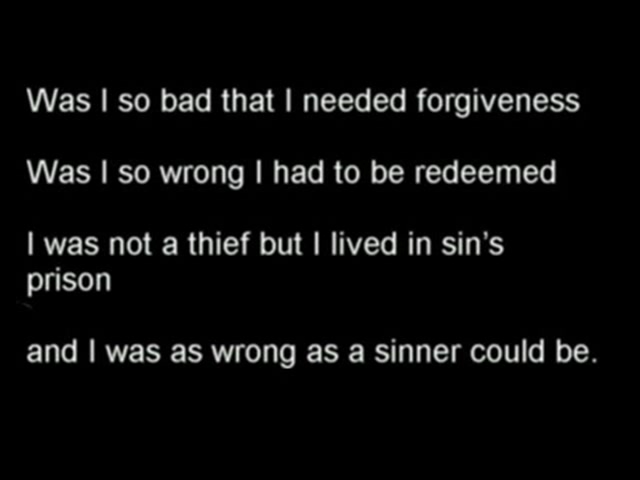 Was I so bad that I needed forgiveness
Was I so wrong I had to be redeemed
I was not a thief but I lived in sin's
prison
and I was as wrong as a sinner could be.